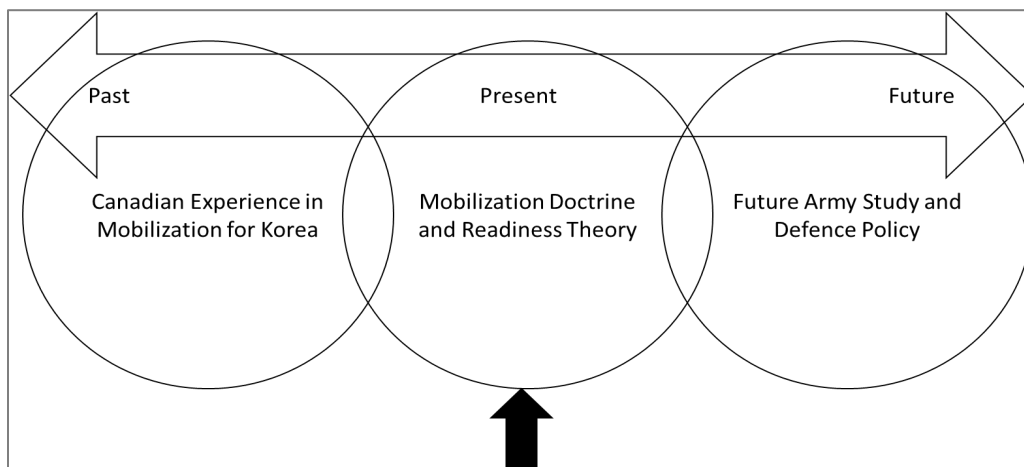 Past
Present
Future
Canadian Experience in
Mobilization for Korea
Mobilization Doctrine
and Readiness Theory
Future Army Study and
Defence Policy